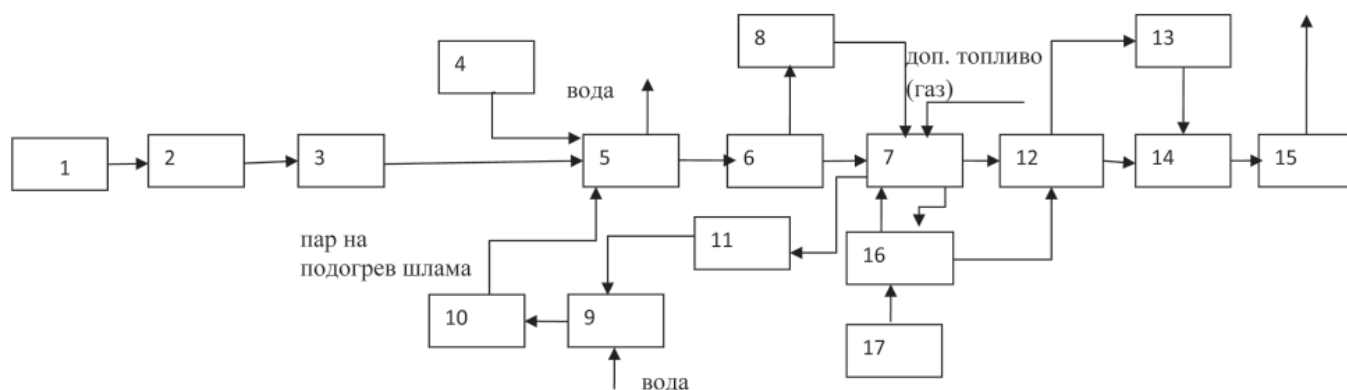 8
13
4
доп. топливо
(газ)
вода
1
2
3
5
6
7
12
14
15
пар на
подогрев шлама
11
16
10
9
17
вода